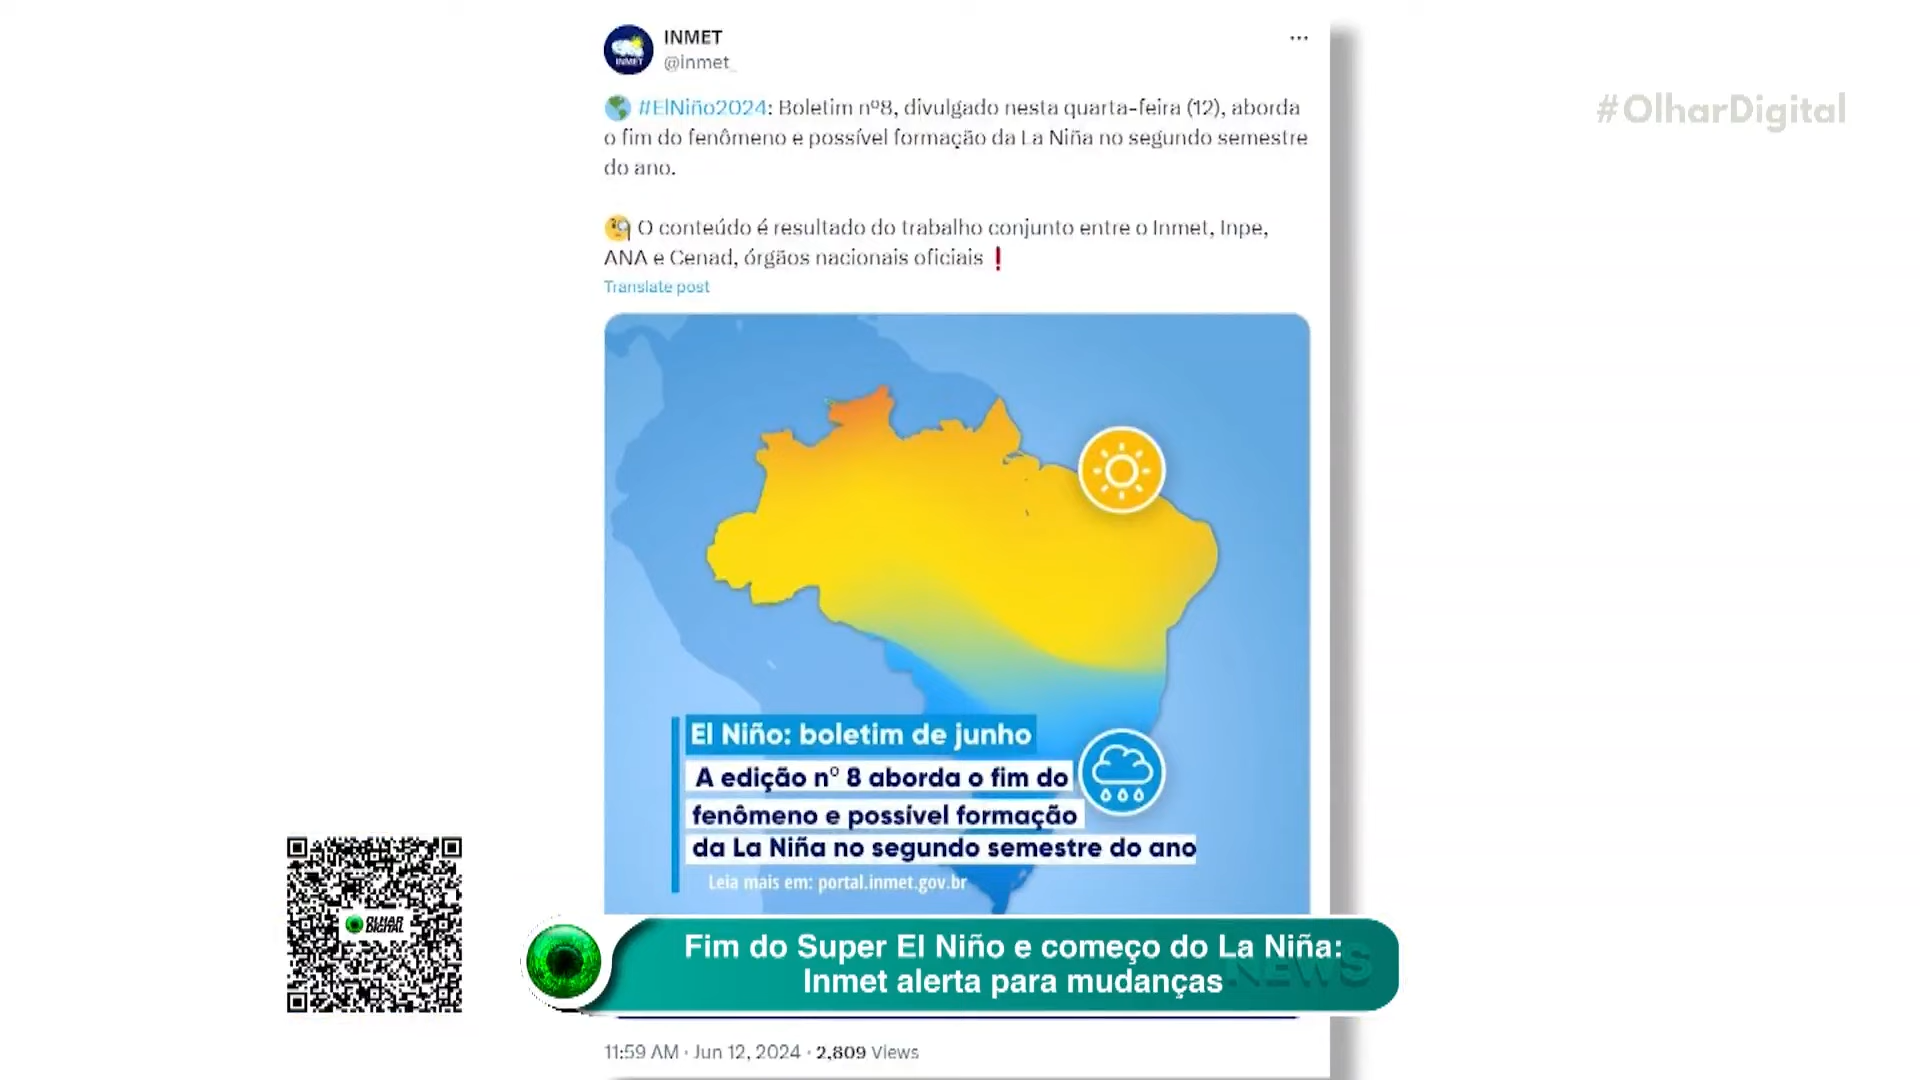 INMET
@inmet_
#ElNiño2024: Boletim nº8, divulgado nesta quarta-feira (12), aborda
o fim do fenômeno e possível formação da La Niña no segundo semestre
do ano.
O conteúdo é resultado do trabalho conjunto entre o Inmet, Inpe,
ANA e Cenad, órgãos nacionais oficiais❗
Translate post
#OlharDigital
El Niño: boletim de junho
A edição nº 8 aborda o fim do
fenômeno e possível formação
da La Niña no segundo semestre do ano
Leia mais em: portal.inmet.gov.br
OLHAR
DIGITAL
Fim do Super El Niño e começo do La Niña:
Inmet alerta para mudanças
NEWS
11:59 AM · Jun 12, 2024 · 2,809 Views